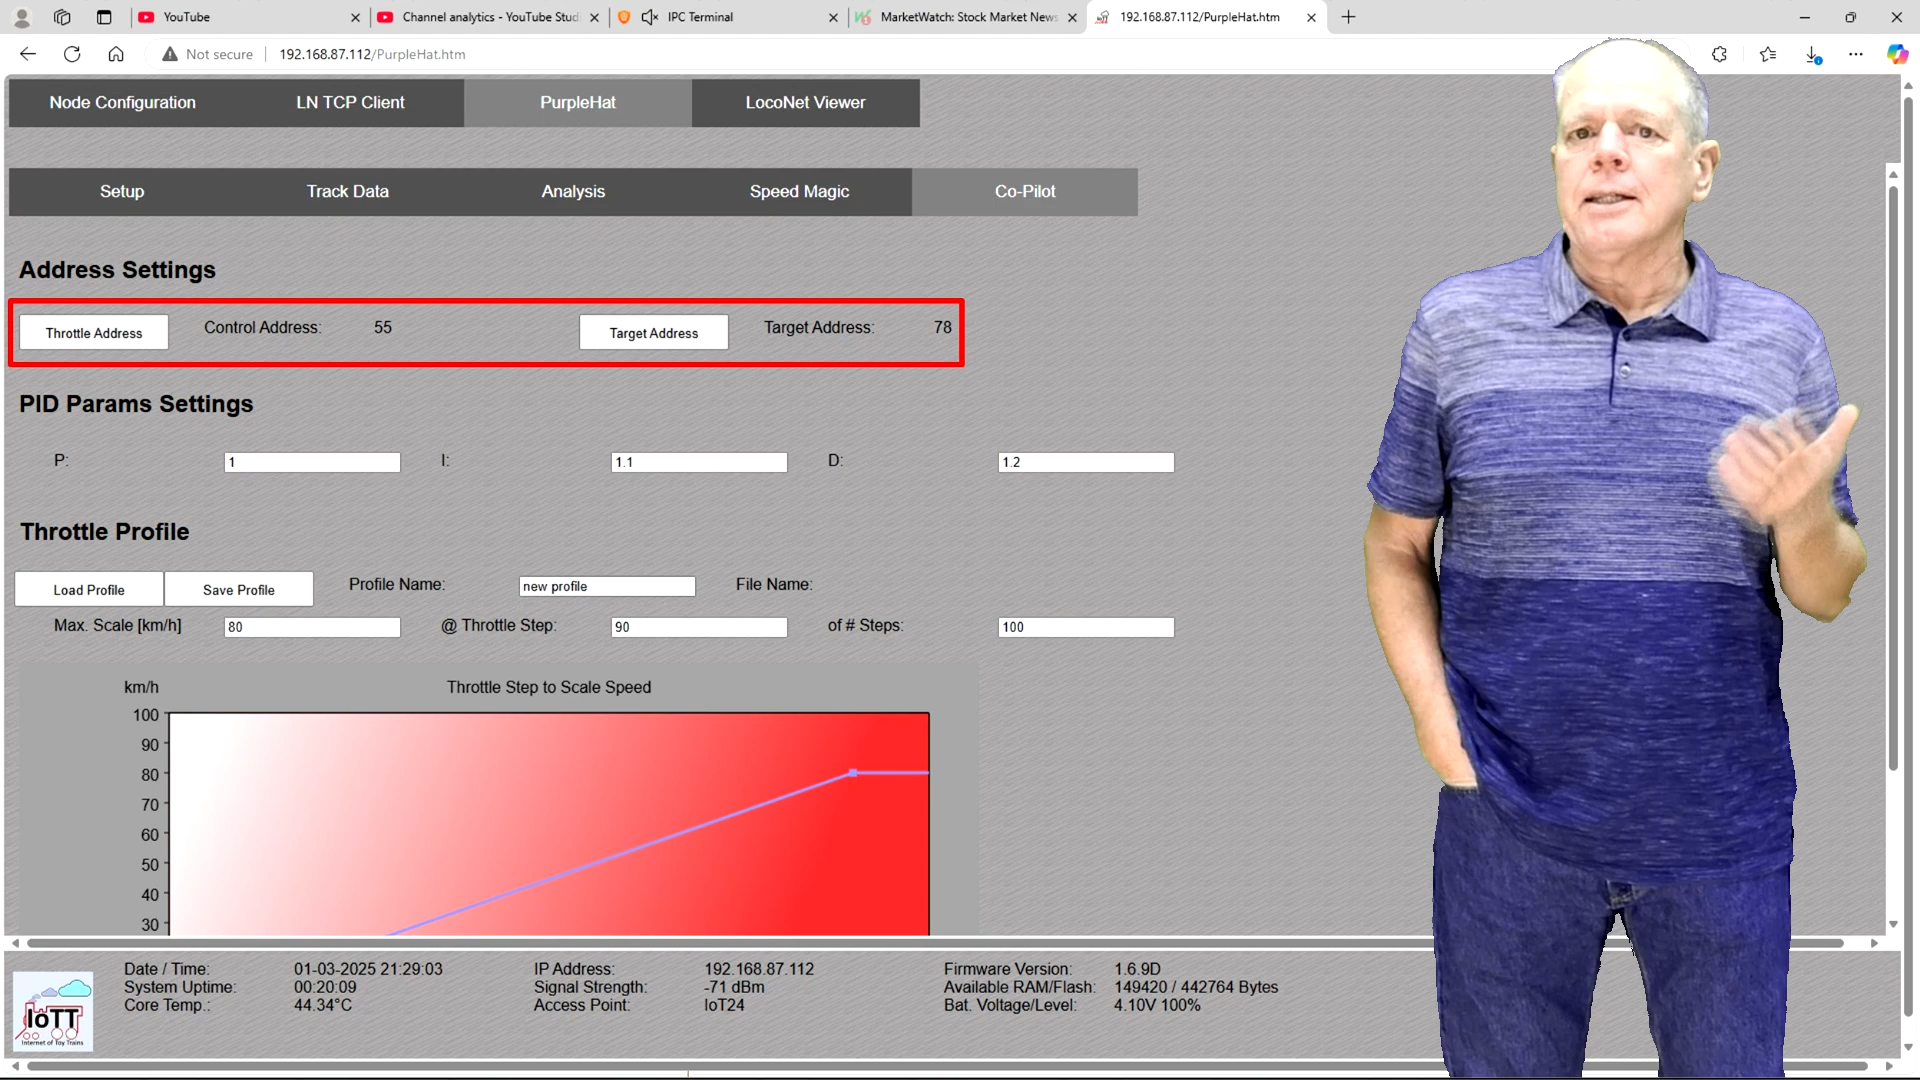 YouTube
Channel analytics - YouTube Stud
IPC Terminal
MarketWatch: Stock Market News
192.168.87.112/PurpleHat.htm
Not secure
192.168.87.112/PurpleHat.htm
Node Configuration
LN TCP Client
PurpleHat
LocoNet Viewer
Setup
Track Data
Analysis
Speed Magic
Co-Pilot
Address Settings
Throttle Address
Control Address: 55
Target Address
Target Address: 78
PID Params Settings
P: 1
I: 1.1
D: 1.2
Throttle Profile
Load Profile
Save Profile
Profile Name: new profile
File Name:
Max. Scale [km/h] 80
@ Throttle Step: 90
of # Steps: 100
km/h
Throttle Step to Scale Speed
100
90
80
70
60
50
40
30
IoTT
Internet of Toy Trains
Date / Time: 01-03-2025 21:29:03
System Uptime: 00:20:09
Core Temp.: 44.34°C
IP Address: 192.168.87.112
Signal Strength: -71 dBm
Access Point: IoT24
Firmware Version: 1.6.9D
Available RAM/Flash: 149420 / 442764 Bytes
Bat. Voltage/Level: 4.10V 100%